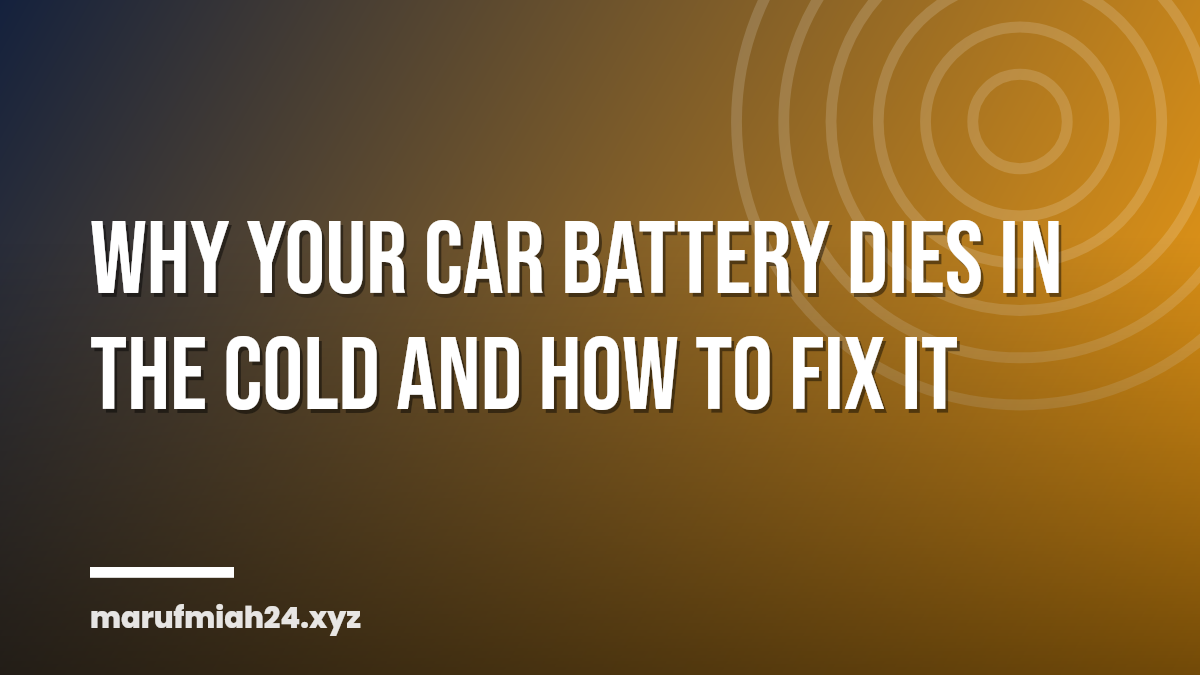 WHY YOUR CAR BATTERY DIES IN
THE COLD AND HOW TO FIX IT
marufmiah24.xyz